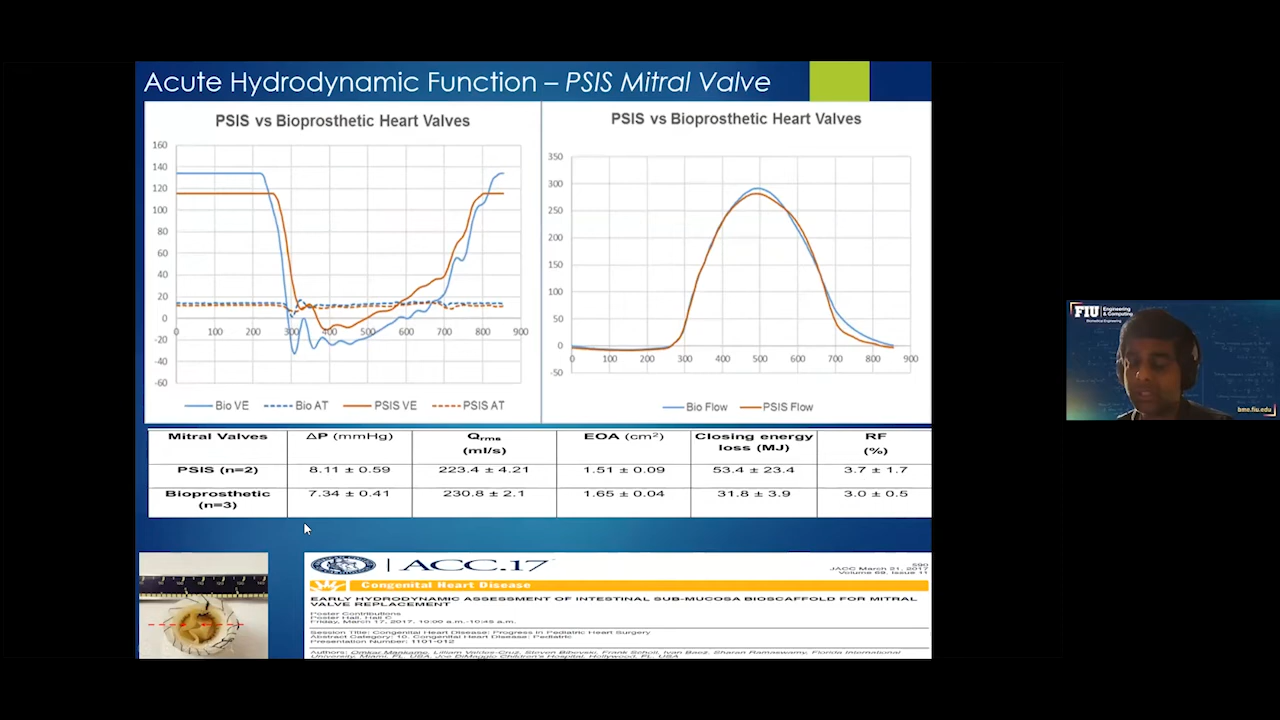 Acute Hydrodynamic Function – PSIS Mitral Valve
PSIS vs Bioprosthetic Heart Valves
160
140
120
100
80
60
40
20
0
-20
-40
-60
0 100 200 300 400 500 600 700 800 900
Bio VE Bio AT PSIS VE PSIS AT
PSIS vs Bioprosthetic Heart Valves
350
300
250
200
150
100
50
0
-50
0 100 200 300 400 500 600 700 800 900
Bio Flow PSIS Flow
Mitral Valves ΔP (mmHg) Qrms (ml/s) EOA (cm²) Closing energy loss (MJ) RF (%)
PSIS (n=2) 8.11 ± 0.59 223.4 ± 4.21 1.51 ± 0.09 53.4 ± 23.4 3.7 ± 1.7
Bioprosthetic (n=3) 7.34 ± 0.41 230.8 ± 2.1 1.65 ± 0.04 31.8 ± 3.9 3.0 ± 0.5
ACC.17
590
JACC March 21, 2017
Volume 69, Issue 11
Congenital Heart Disease
EARLY HYDRODYNAMIC ASSESSMENT OF INTESTINAL SUB-MUCOSA BIOSCAFFOLD FOR MITRAL
VALVE REPLACEMENT
Poster Contributions
Poster Hall, Hall C
Friday, March 17, 2017, 10:00 a.m.-10:45 a.m.
Session Title: Congenital Heart Disease: Progress in Pediatric Heart Surgery
Abstract Category: 10. Congenital Heart Disease: Pediatric
Presentation Number: 1101-012
Authors: Omkar Mankame, Lilliam Valdes-Cruz, Steven Bibevski, Frank Scholl, Ivan Baez, Sharan Ramaswamy, Florida International
University, Miami, FL, USA, Joe DiMaggio Children's Hospital, Hollywood, FL, USA
FIU Engineering
& Computing
Biomedical Engineering
bme.fiu.edu